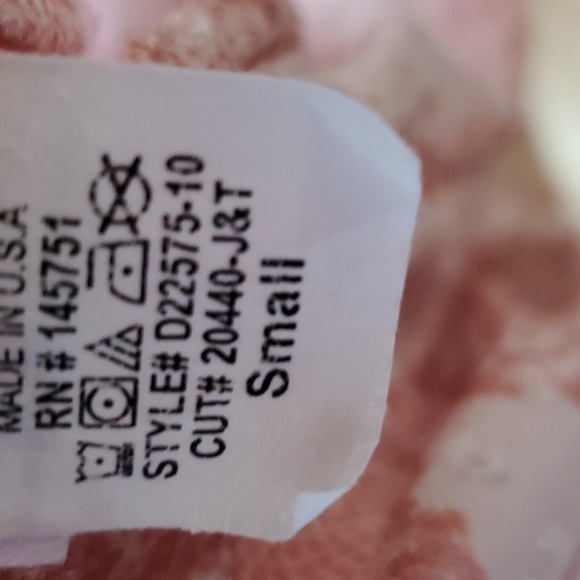 MADE IN U.S.A
RN # 145751
STYLE# D22575-10
CUT# 20440-J&T
Small